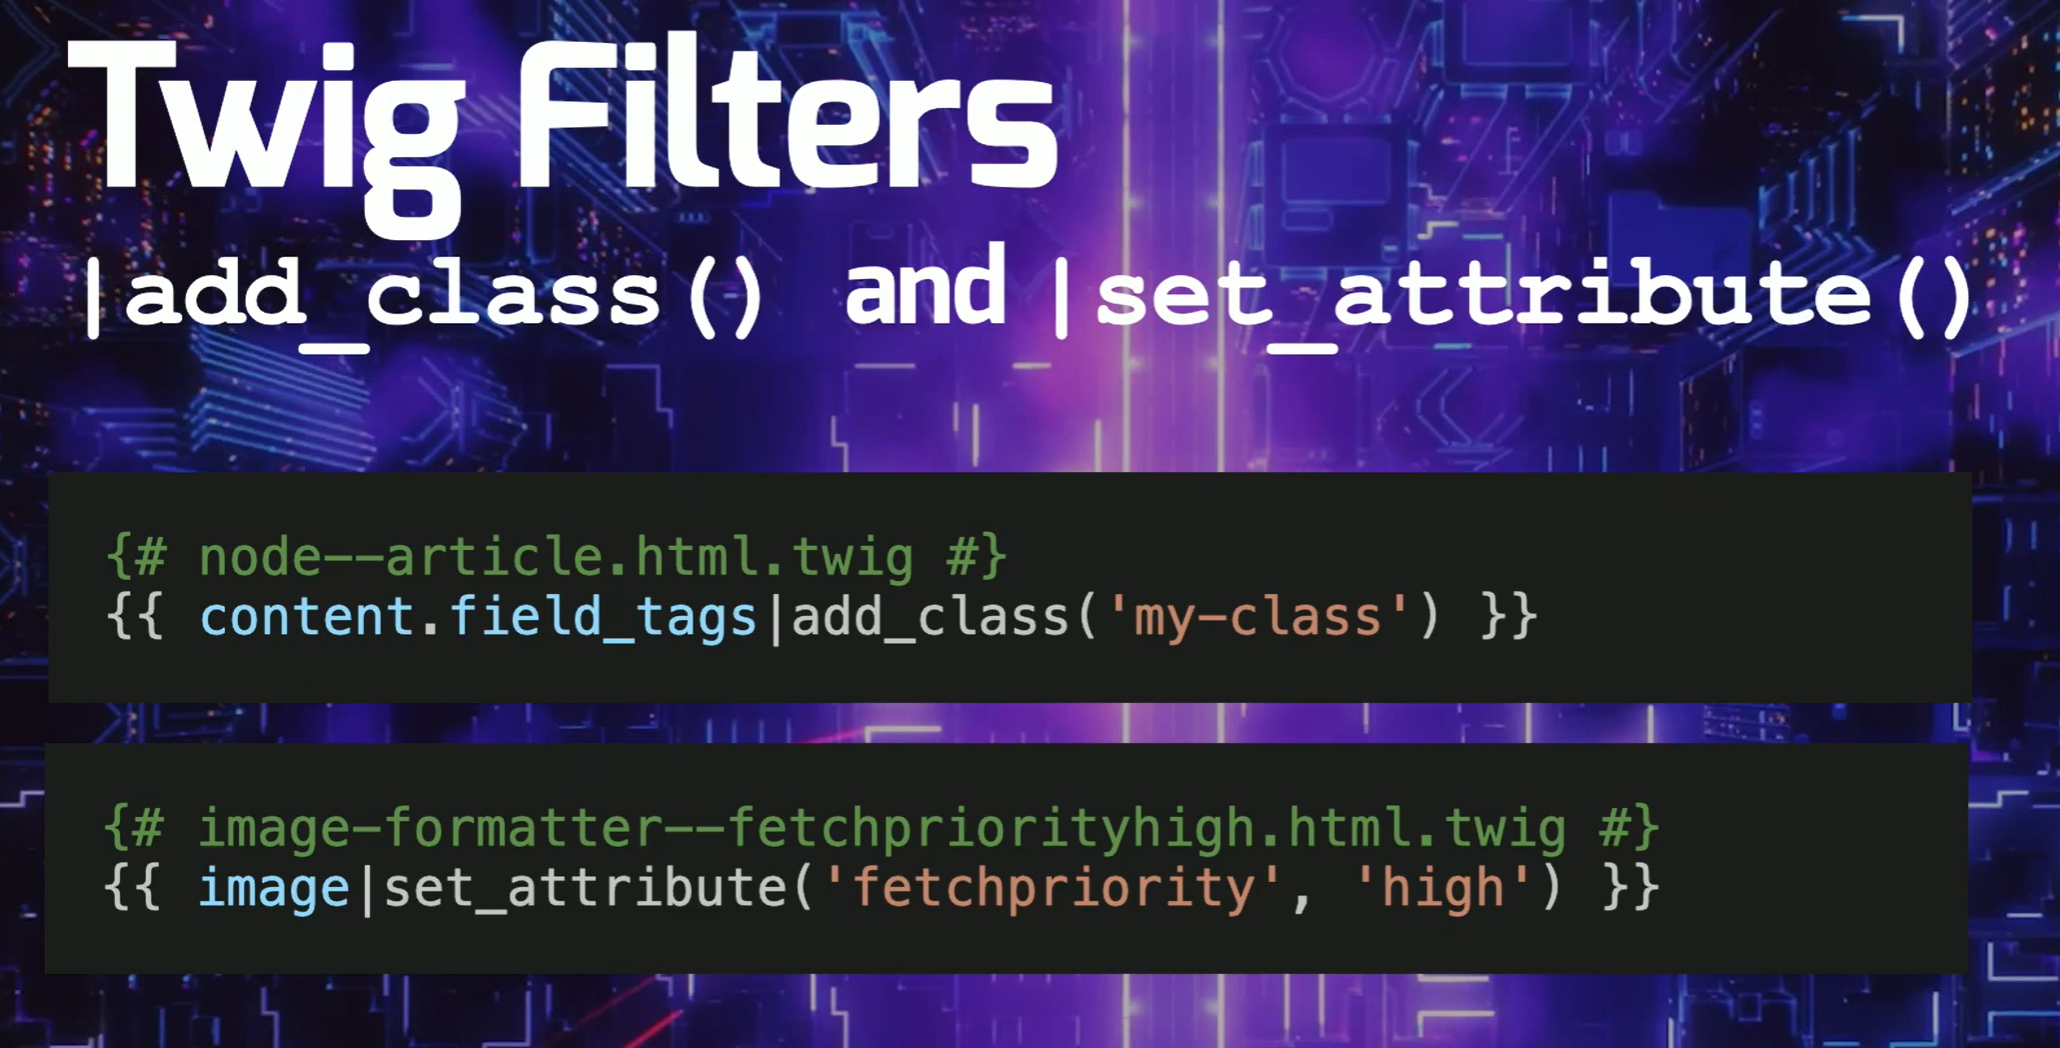 Twig Filters
|add_class() and |set_attribute()
{# node--article.html.twig #}
{{ content.field_tags|add_class('my-class') }}
{# image-formatter--fetchpriorityhigh.html.twig #}
{{ image|set_attribute('fetchpriority', 'high') }}